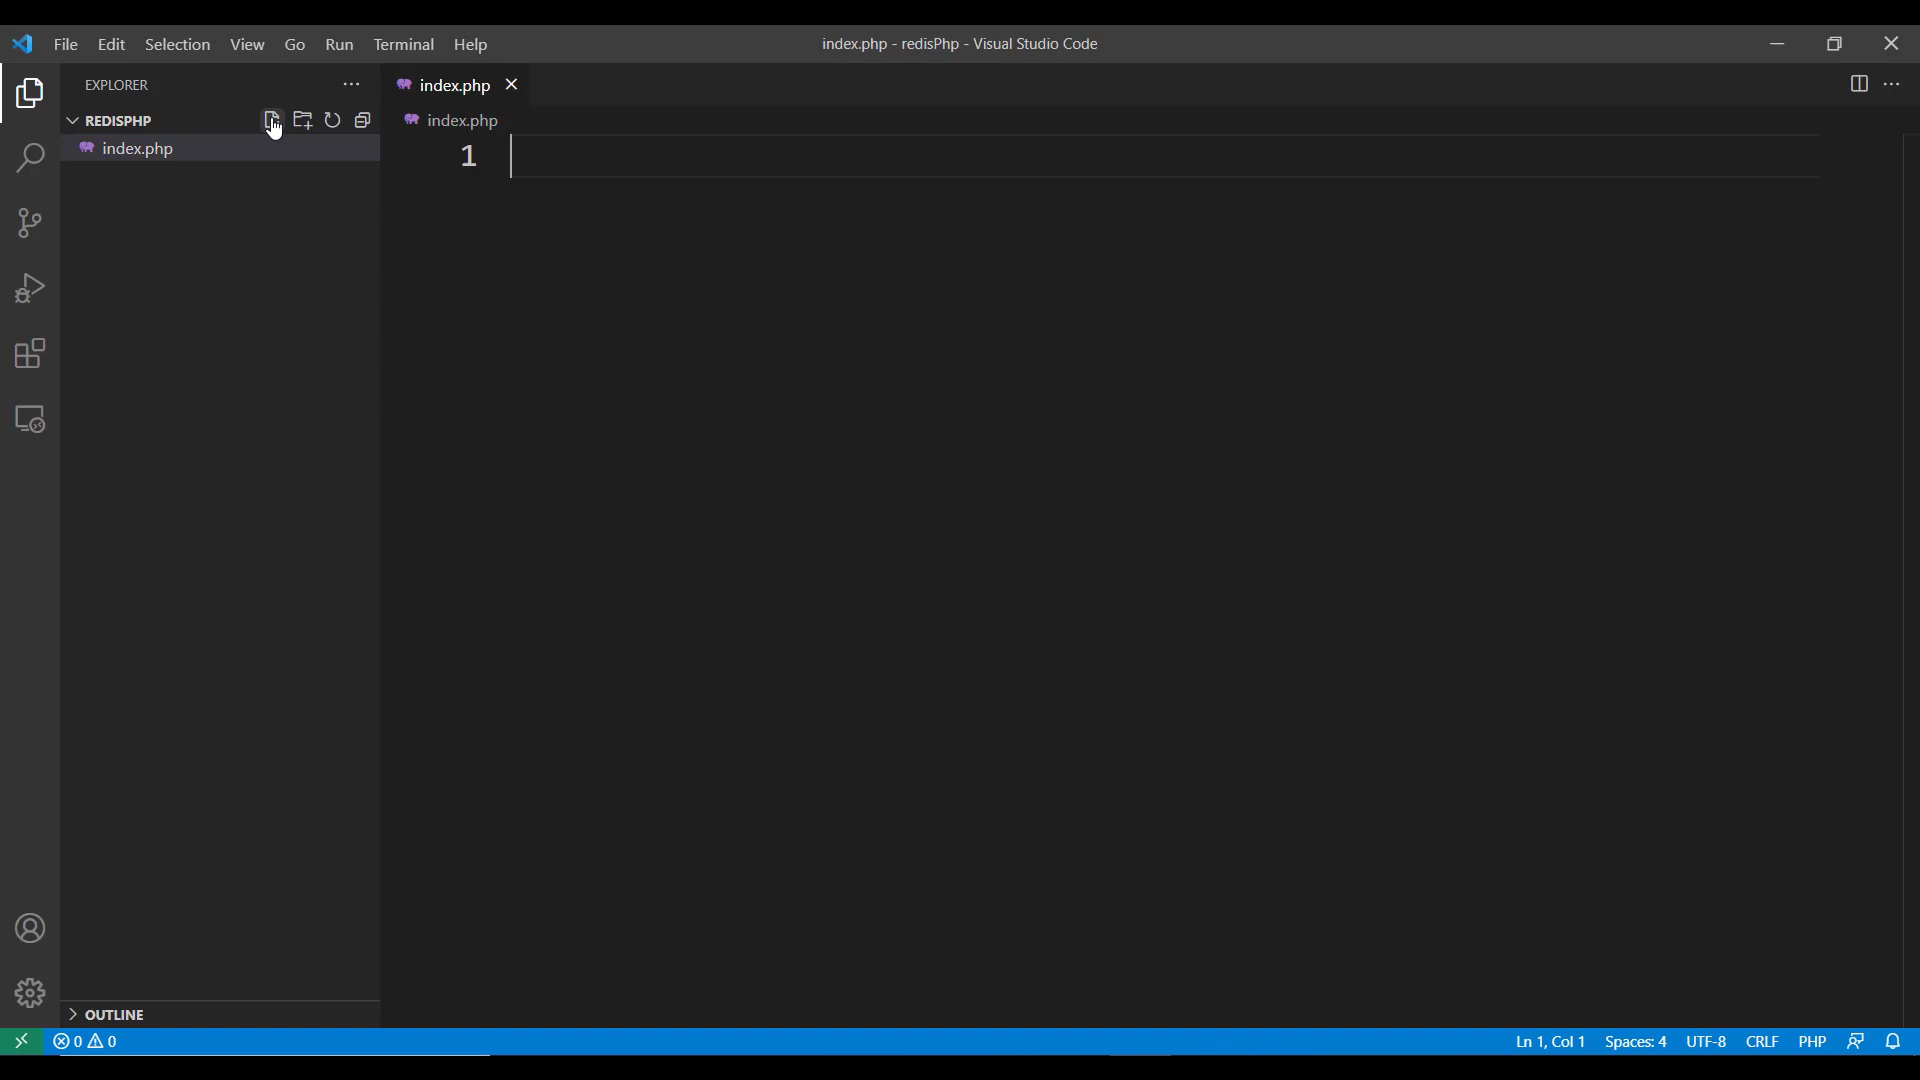 File Edit Selection View Go Run Terminal Help index.php - redisPhp - Visual Studio Code
EXPLORER
index.php
REDISPHP
index.php
index.php
1
OUTLINE
0 0 Ln 1, Col 1 Spaces: 4 UTF-8 CRLF PHP